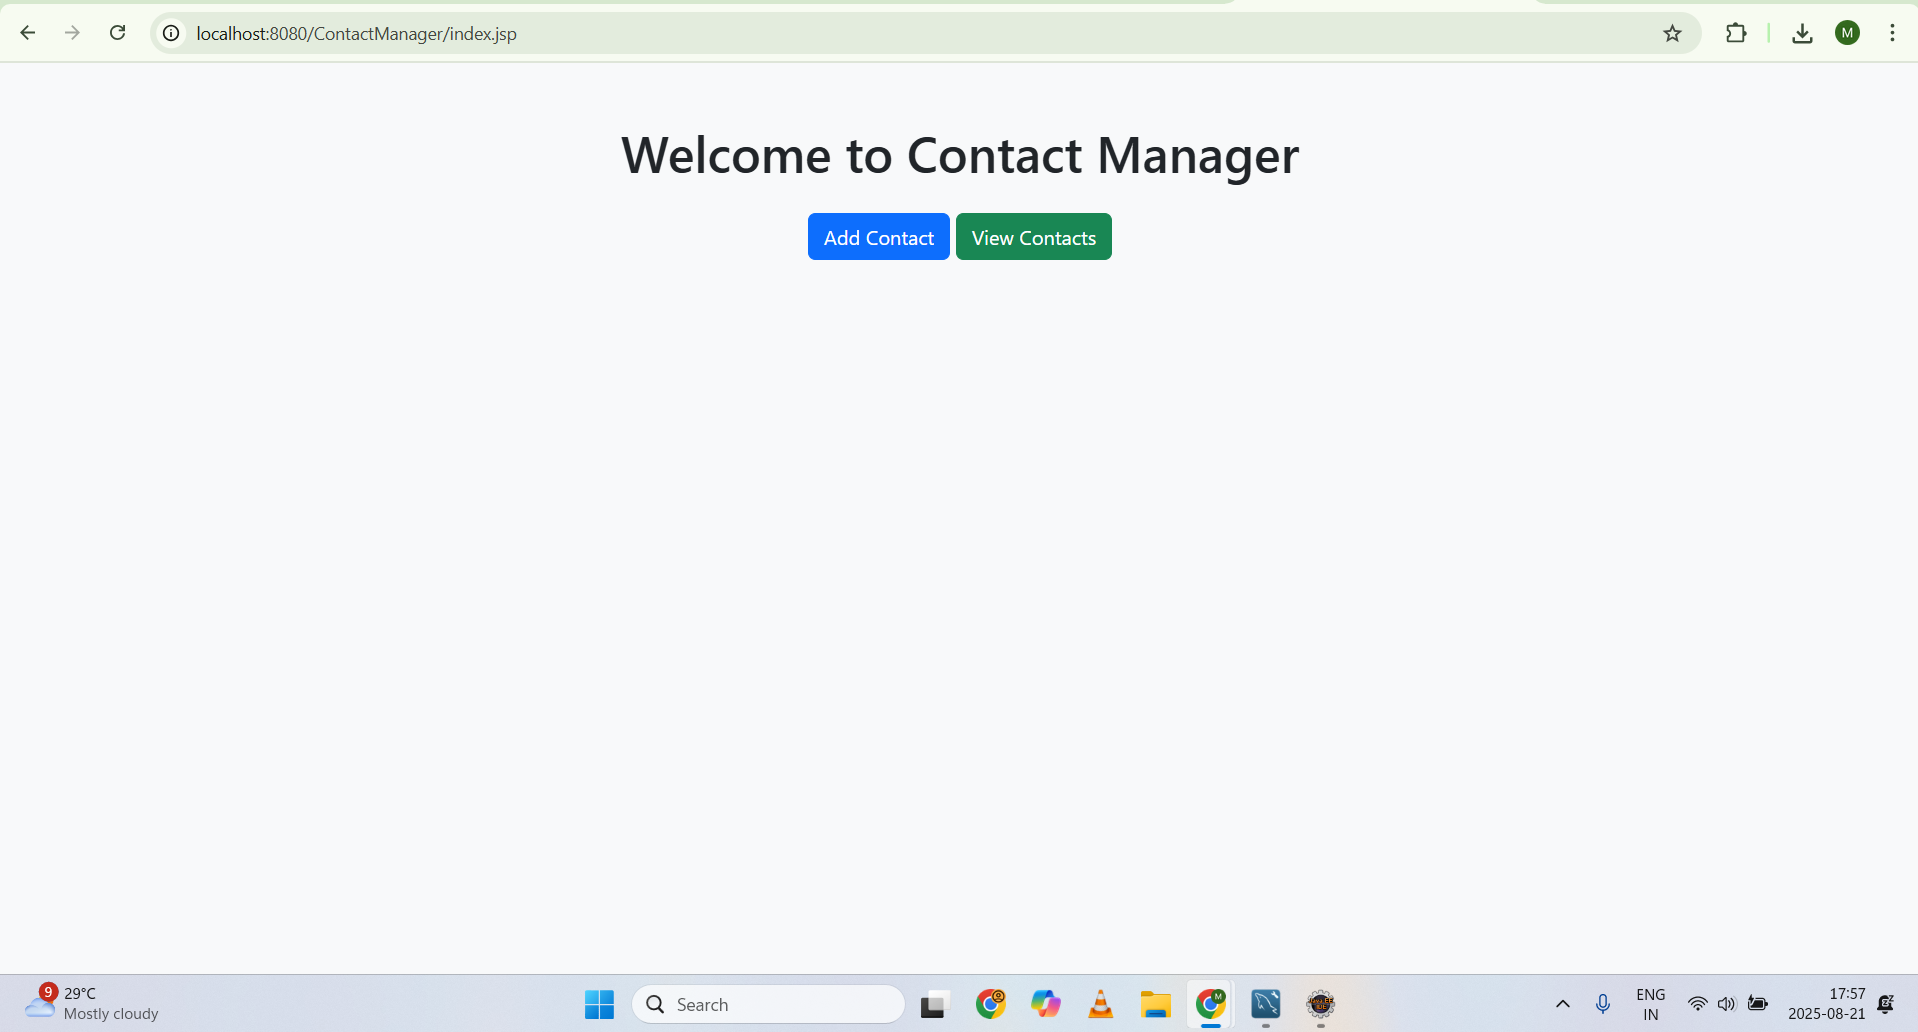 localhost:8080/ContactManager/index.jsp
M
Welcome to Contact Manager
Add Contact
View Contacts
9
29°C
Mostly cloudy
Search
M
ENG
IN
17:57
2025-08-21